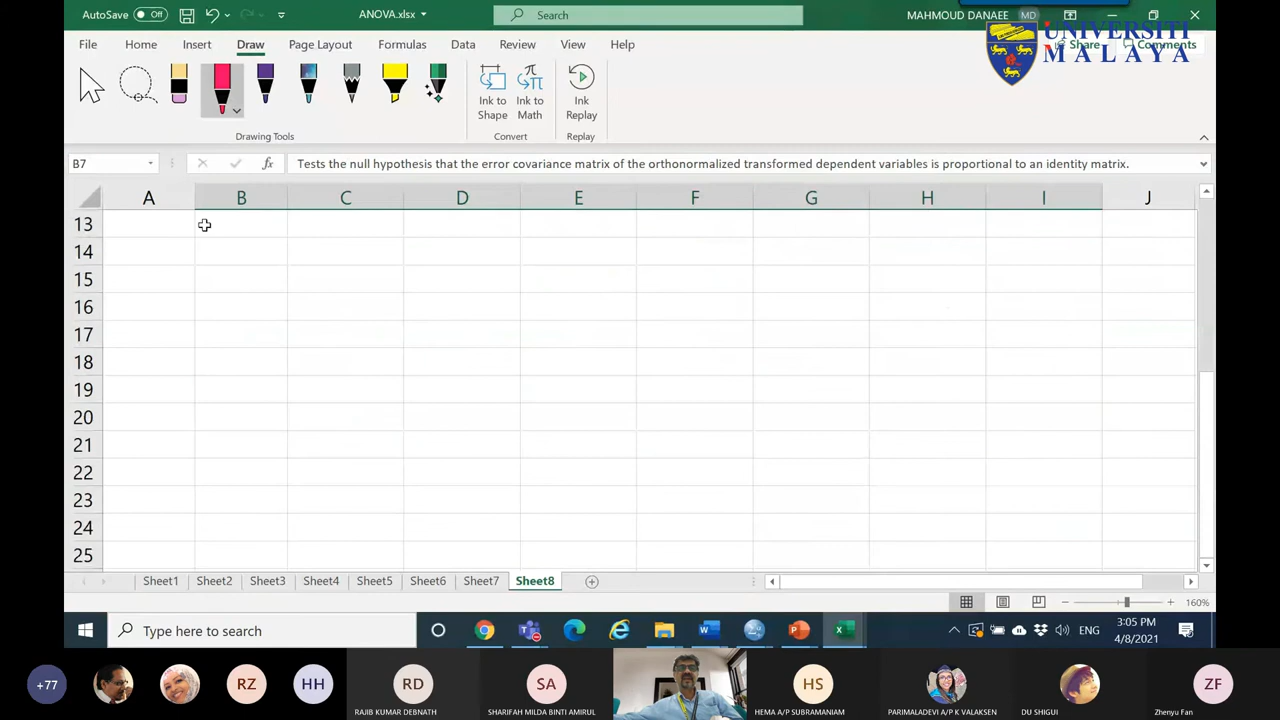 AutoSave Off ANOVA.xlsx Search MAHMOUD DANAEE MD
UNIVERSITI
MALAYA
File Home Insert Draw Page Layout Formulas Data Review View Help Share Comments
Ink to Shape Ink to Math Ink Replay
Drawing Tools Convert Replay
B7 fx Tests the null hypothesis that the error covariance matrix of the orthonormalized transformed dependent variables is proportional to an identity matrix.
A B C D E F G H I J
13
14
15
16
17
18
19
20
21
22
23
24
25
Sheet1 Sheet2 Sheet3 Sheet4 Sheet5 Sheet6 Sheet7 Sheet8
160%
Type here to search ENG 3:05 PM
4/8/2021
+77 RZ HH RD SA HS ZF
RAJIB KUMAR DEBNATH SHARIFAH MILDA BINTI AMIRUL HEMA A/P SUBRAMANIAM PARIMALADEVI A/P K VALAKSEN DU SHIGUI Zhenyu Fan